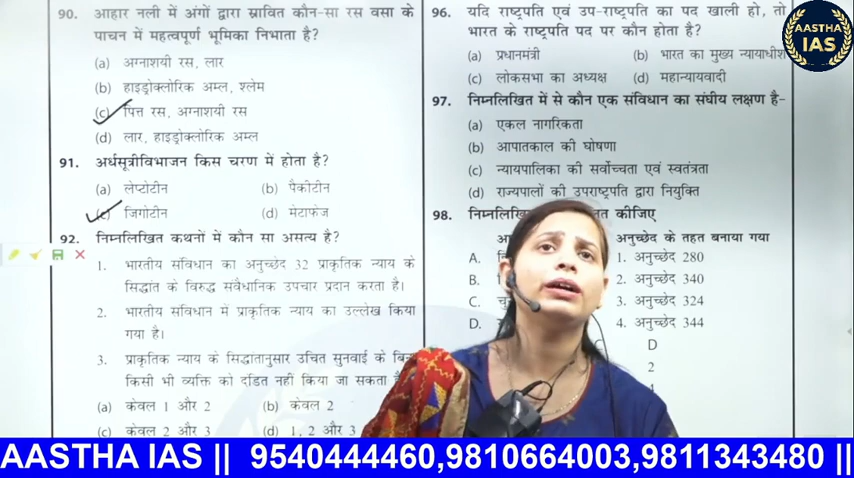 90. आहार नली में अंगों द्वारा स्रावित कौन-सा रस वसा के
पाचन में महत्वपूर्ण भूमिका निभाता है?
(a) अग्नाशयी रस, लार
(b) हाइड्रोक्लोरिक अम्ल, श्लेम
(c) पित्त रस, अग्नाशयी रस
(d) लार, हाइड्रोक्लोरिक अम्ल
91. अर्धसूत्रीविभाजन किस चरण में होता है?
(a) लेप्टोटीन (b) पैकीटीन
(c) जिगोटीन (d) मेटाफेज
92. निम्नलिखित कथनों में कौन सा असत्य है?
1. भारतीय संविधान का अनुच्छेद 32 प्राकृतिक न्याय के
सिद्धांत के विरुद्ध संवैधानिक उपचार प्रदान करता है।
2. भारतीय संविधान में प्राकृतिक न्याय का उल्लेख किया
गया है।
3. प्राकृतिक न्याय के सिद्धातानुसार उचित सुनवाई के
किसी भी व्यक्ति को दडित नहीं किया जा सकता
(a) केवल 1 और 2 (b) केवल 2
(c) केवल 2 और 3 (d) 1, 2 और 3
96. यदि राष्ट्रपति एवं उप-राष्ट्रपति का पद खाली हो, तो
भारत के राष्ट्रपति पद पर कौन होता है?
(a) प्रधानमंत्री (b) भारत का मुख्य न्यायाधीश
(c) लोकसभा का अध्यक्ष (d) महान्यायवादी
97. निम्नलिखित में से कौन एक संविधान का संघीय लक्षण है-
(a) एकल नागरिकता
(b) आपातकाल की घोषणा
(c) न्यायपालिका की सर्वोच्चता एवं स्वतंत्रता
(d) राज्यपालों की उपराष्ट्रपति द्वारा नियुक्ति
98. कीजिए
अनुच्छेद के तहत बनाया गया
A. 1. अनुच्छेद 280
B. 2. अनुच्छेद 340
C. 3. अनुच्छेद 324
D. 4. अनुच्छेद 344
C D
2
AASTHA
IAS
AASTHA IAS || 9540444460,9810664003,9811343480 ||